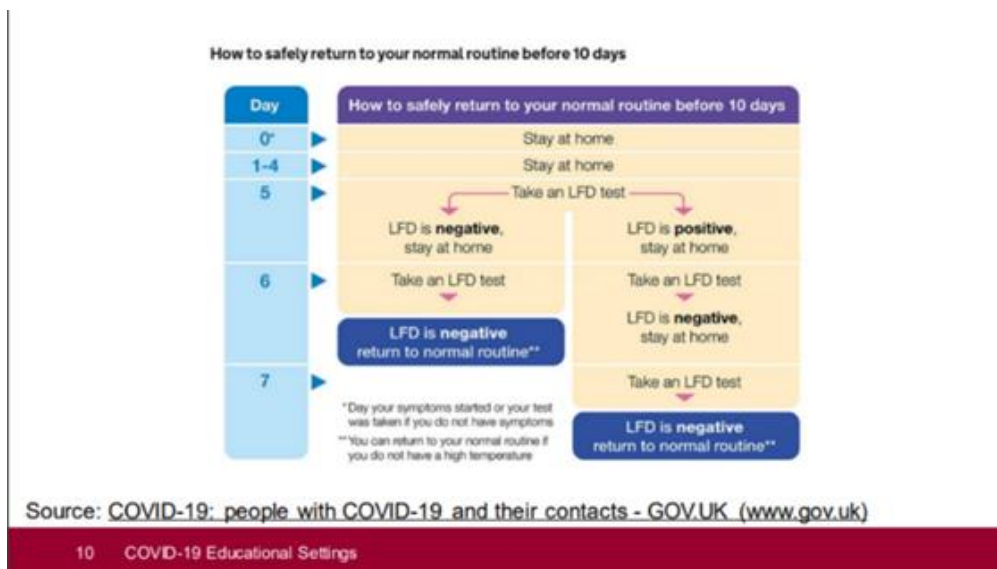 How to safely return to your normal routine before 10 days
Day
How to safely return to your normal routine before 10 days
0*
Stay at home
1-4
Stay at home
5
Take an LFD test
LFD is negative,
stay at home
LFD is positive,
stay at home
6
Take an LFD test
Take an LFD test
LFD is negative
return to normal routine**
LFD is negative,
stay at home
7
Take an LFD test
*Day your symptoms started or your test
was taken if you do not have symptoms
**You can return to your normal routine if
you do not have a high temperature
LFD is negative
return to normal routine**
Source: COVID-19: people with COVID-19 and their contacts - GOV.UK (www.gov.uk)
10 COVID-19 Educational Settings